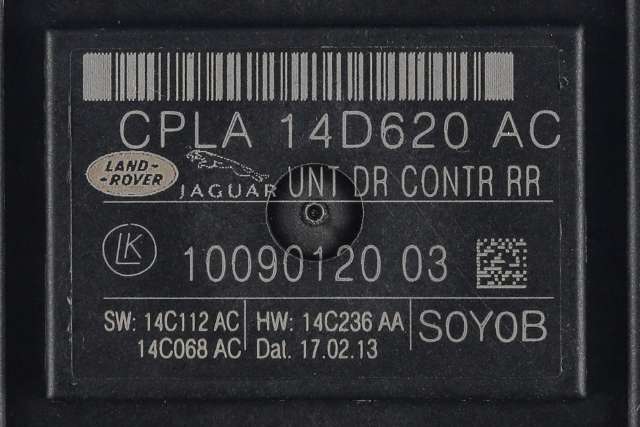 CPLA 14D620 AC
LAND-
-ROVER
JAGUAR
UNT DR CONTR RR
LK
10090120 03
SW: 14C112 AC
14C068 AC
HW: 14C236 AA
Dat. 17.02.13
S0Y0B